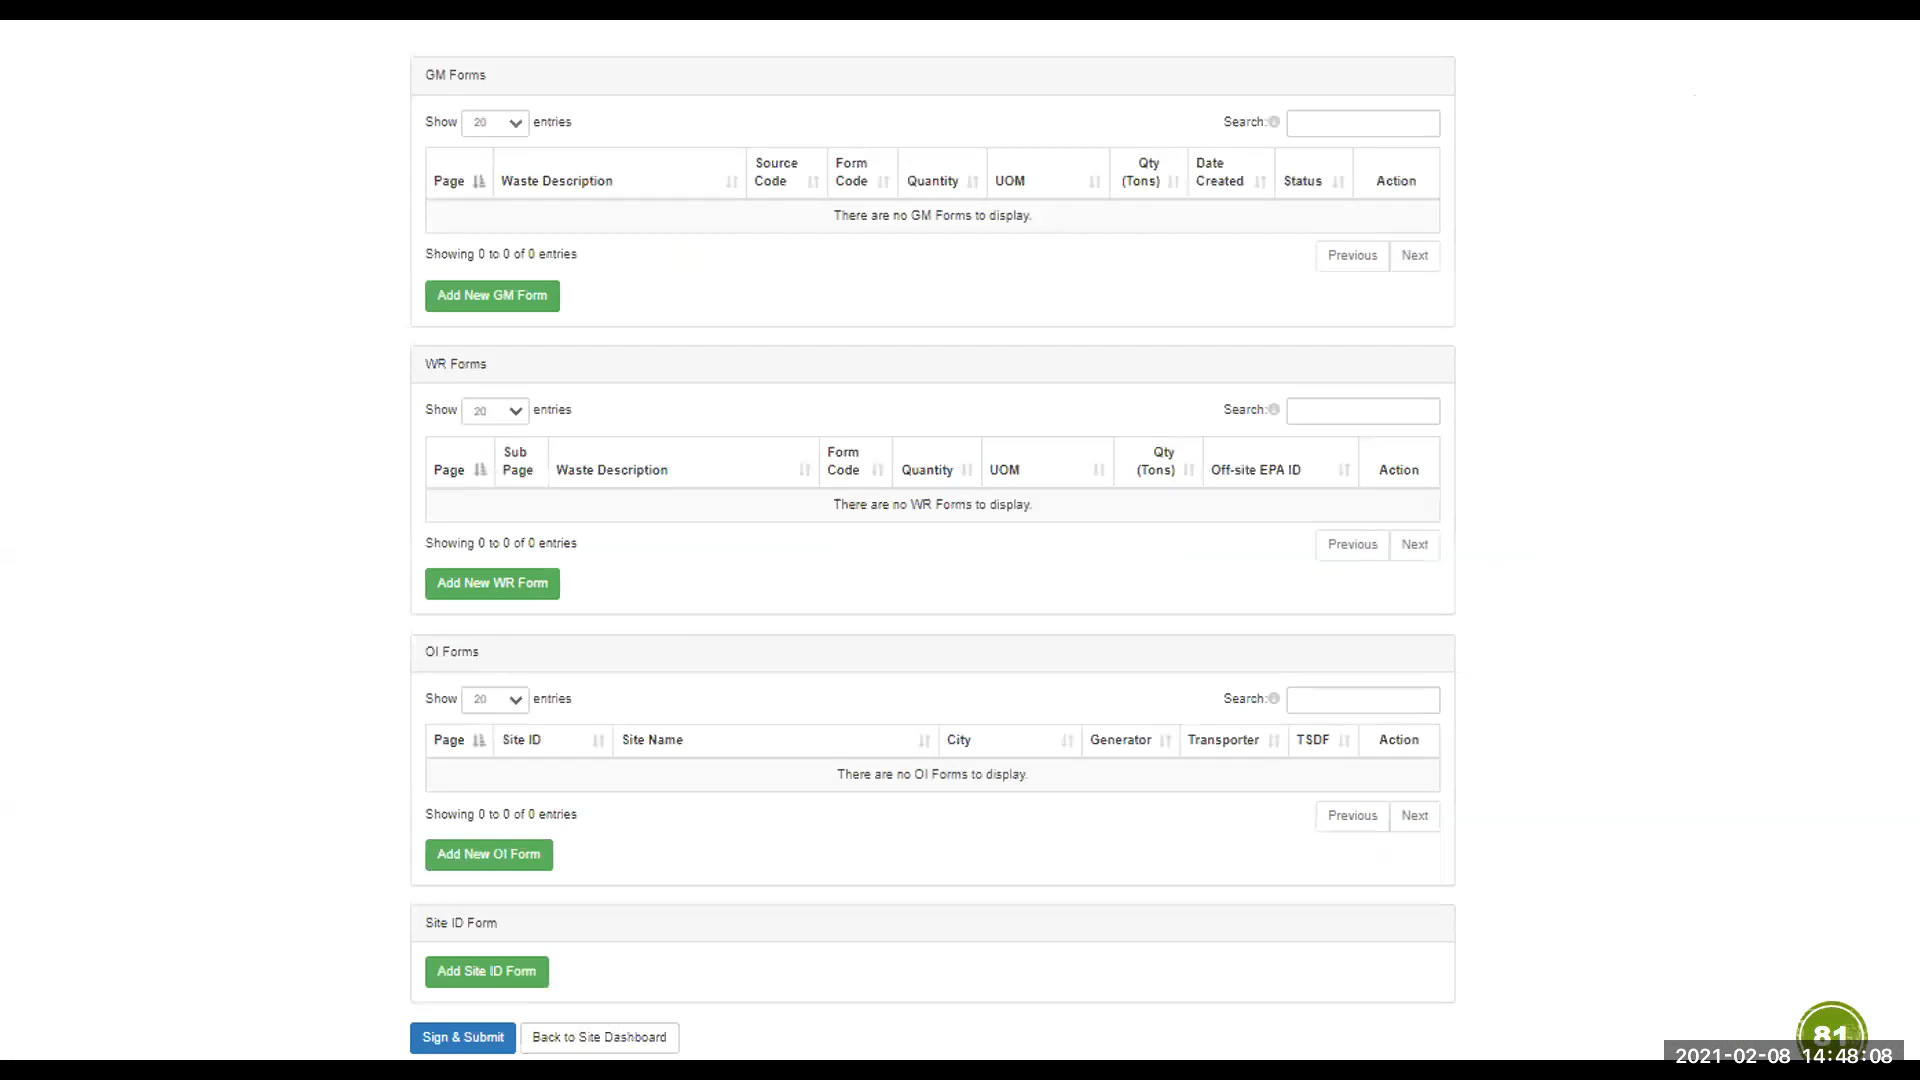 GM Forms
Show 20 entries Search:
Page Waste Description Source Code Form Code Quantity UOM Qty (Tons) Date Created Status Action
There are no GM Forms to display.
Showing 0 to 0 of 0 entries Previous Next
Add New GM Form
WR Forms
Show 20 entries Search:
Page Sub Page Waste Description Form Code Quantity UOM Qty (Tons) Off-site EPA ID Action
There are no WR Forms to display.
Showing 0 to 0 of 0 entries Previous Next
Add New WR Form
OI Forms
Show 20 entries Search:
Page Site ID Site Name City Generator Transporter TSDF Action
There are no OI Forms to display.
Showing 0 to 0 of 0 entries Previous Next
Add New OI Form
Site ID Form
Add Site ID Form
Sign & Submit Back to Site Dashboard
81
2021-02-08 14:48:08